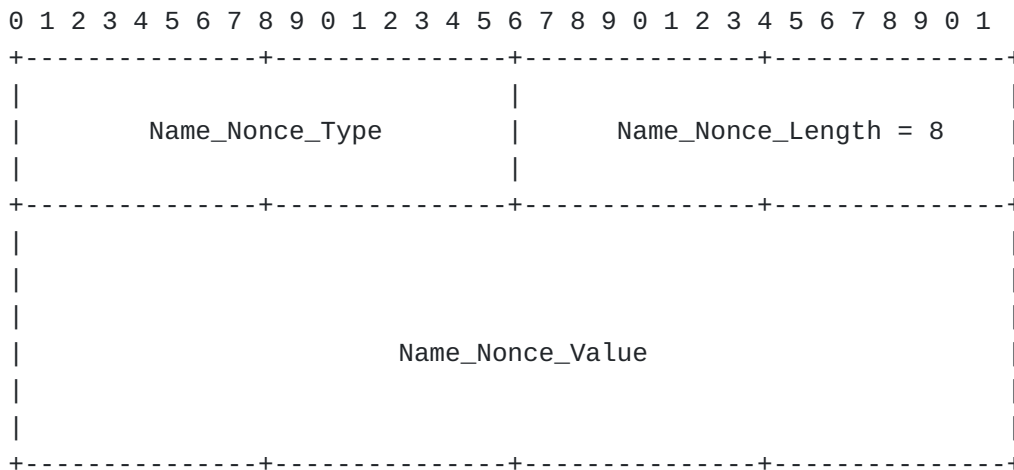 0 1 2 3 4 5 6 7 8 9 0 1 2 3 4 5 6 7 8 9 0 1 2 3 4 5 6 7 8 9 0 1
+---------------+---------------+---------------+---------------+
| | |
| Name_Nonce_Type | Name_Nonce_Length = 8 |
| | |
+---------------+---------------+---------------+---------------+
| |
| |
| |
| Name_Nonce_Value |
| |
| |
+---------------+---------------+---------------+---------------+